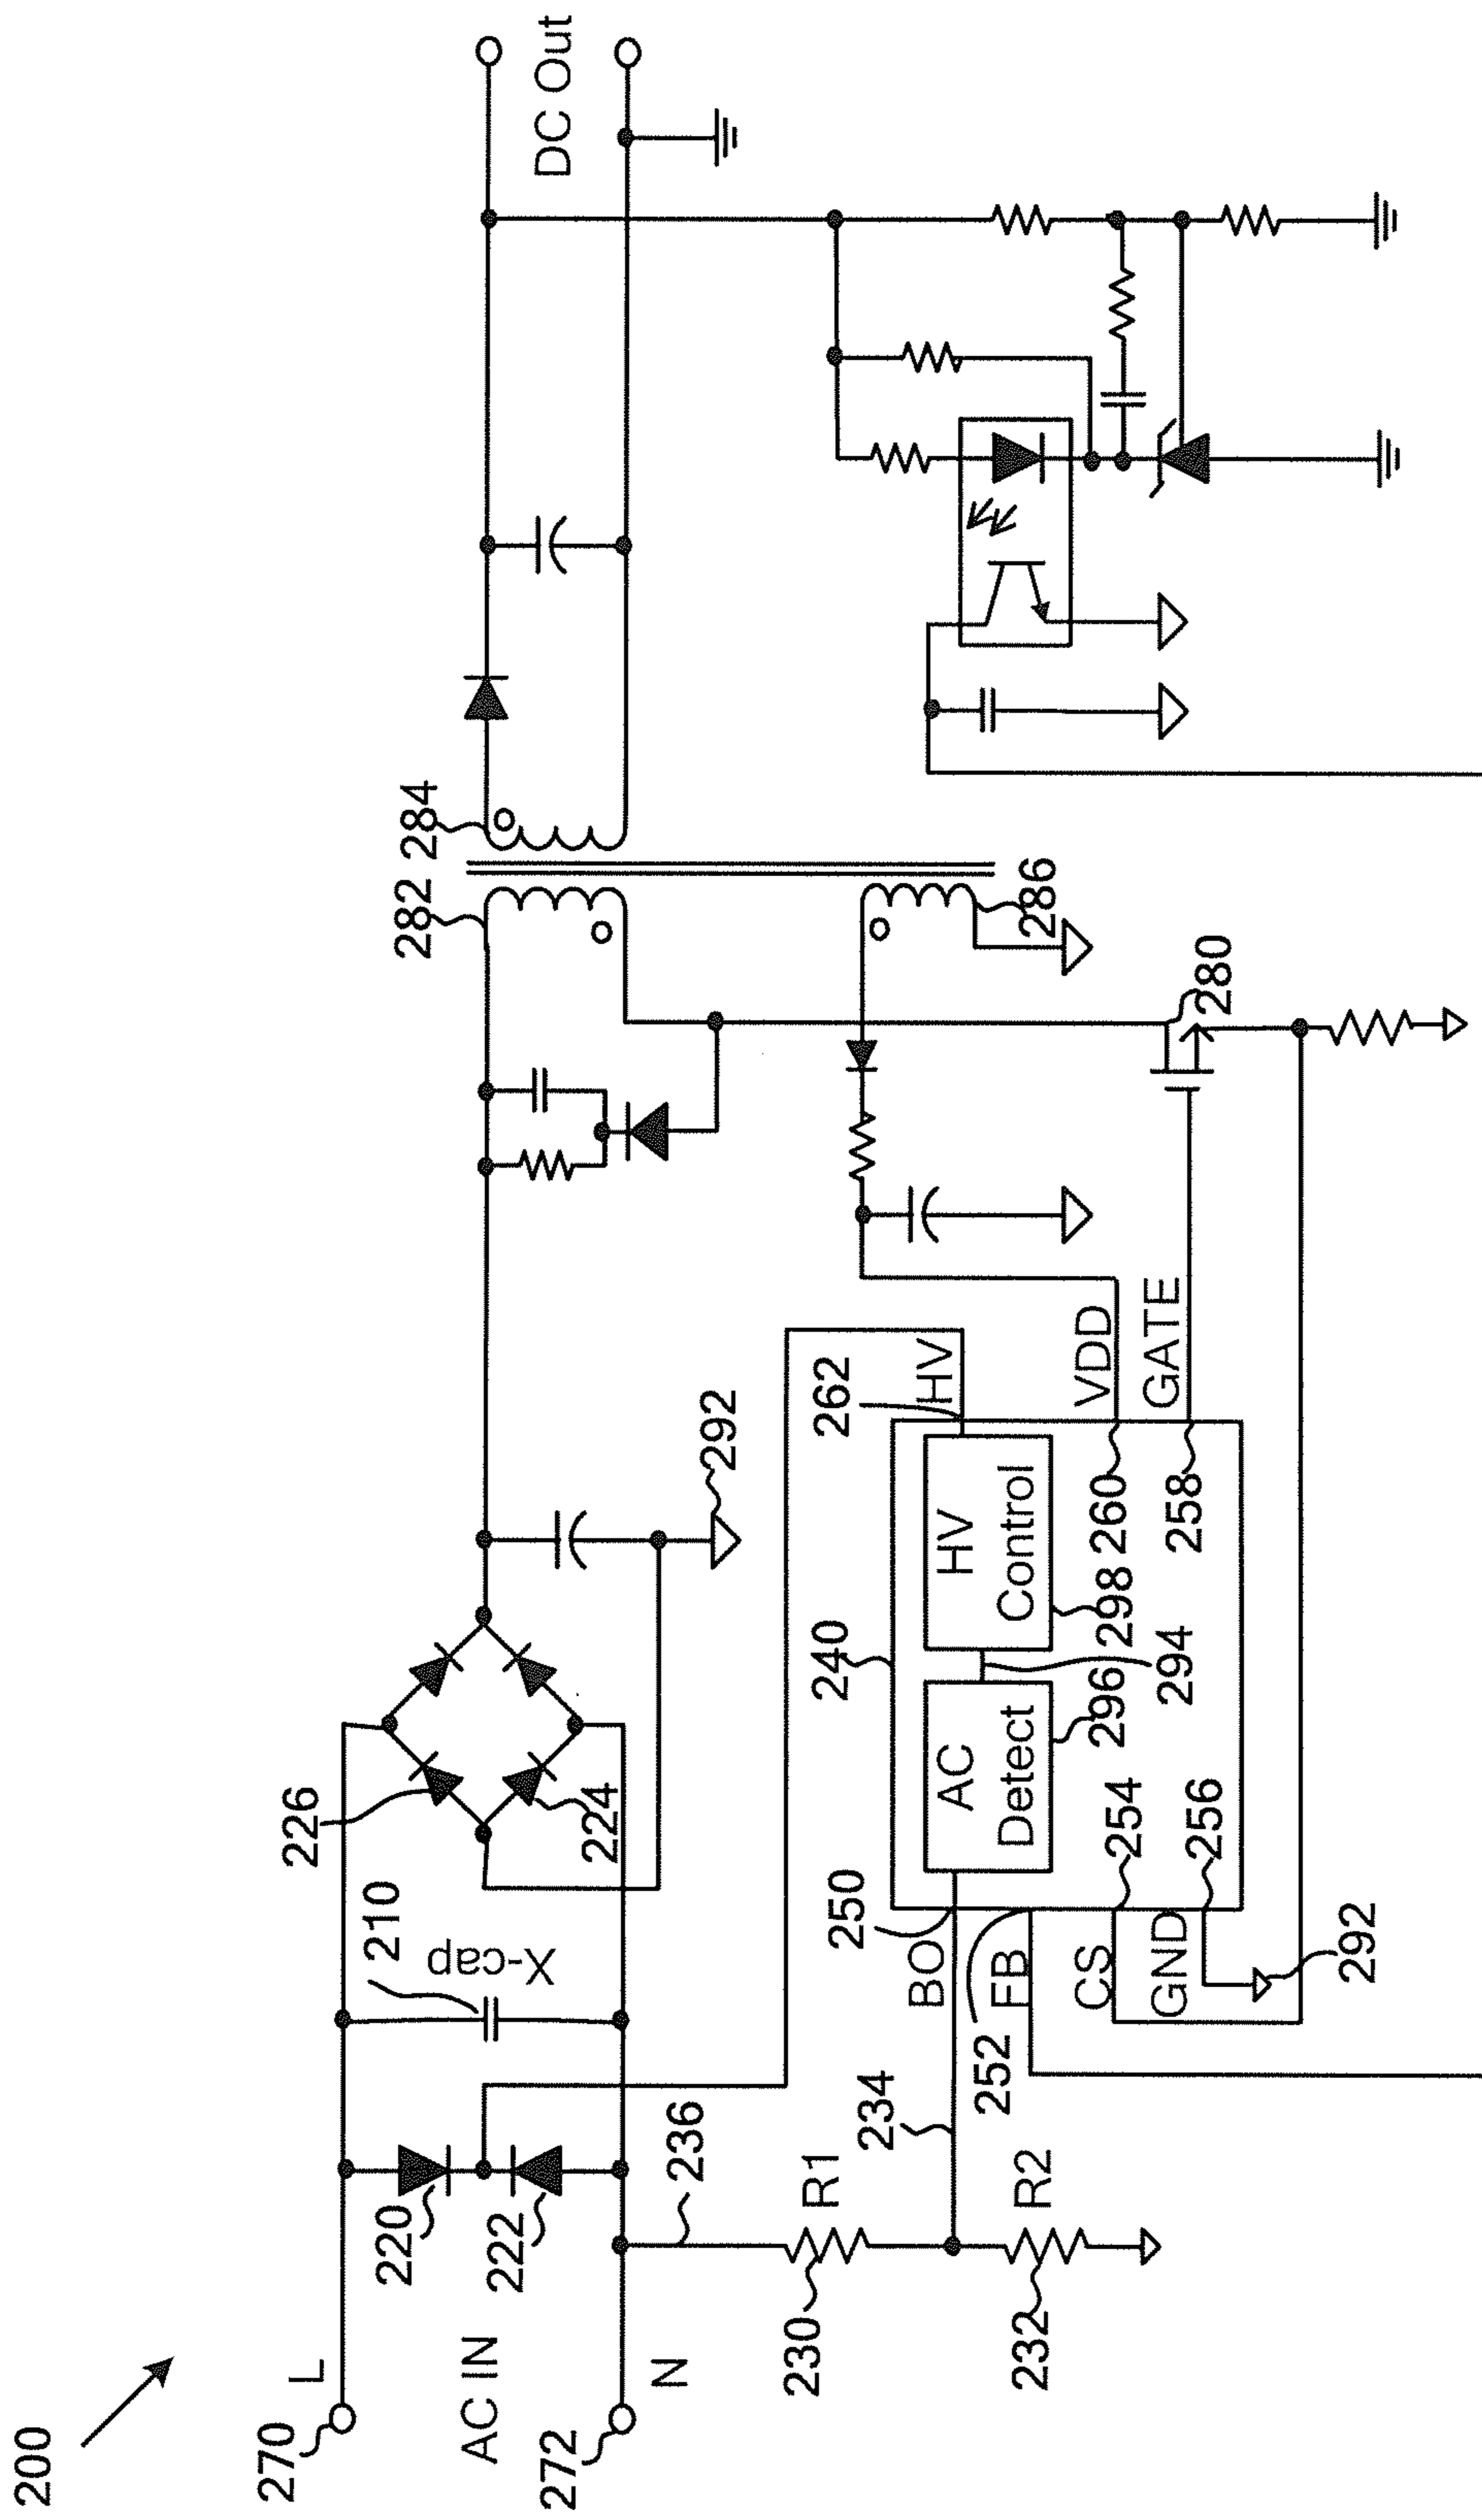 200
270
L
AC IN
272
N
220
222
236
210
X-cap
226
224
292
282
284
DC Out
286
280
230
R1
232
R2
234
BO
250
FB
252
CS
254
GND
256
292
240
AC
Detect
296
294
HV
Control
298
262
HV
260
VDD
258
GATE